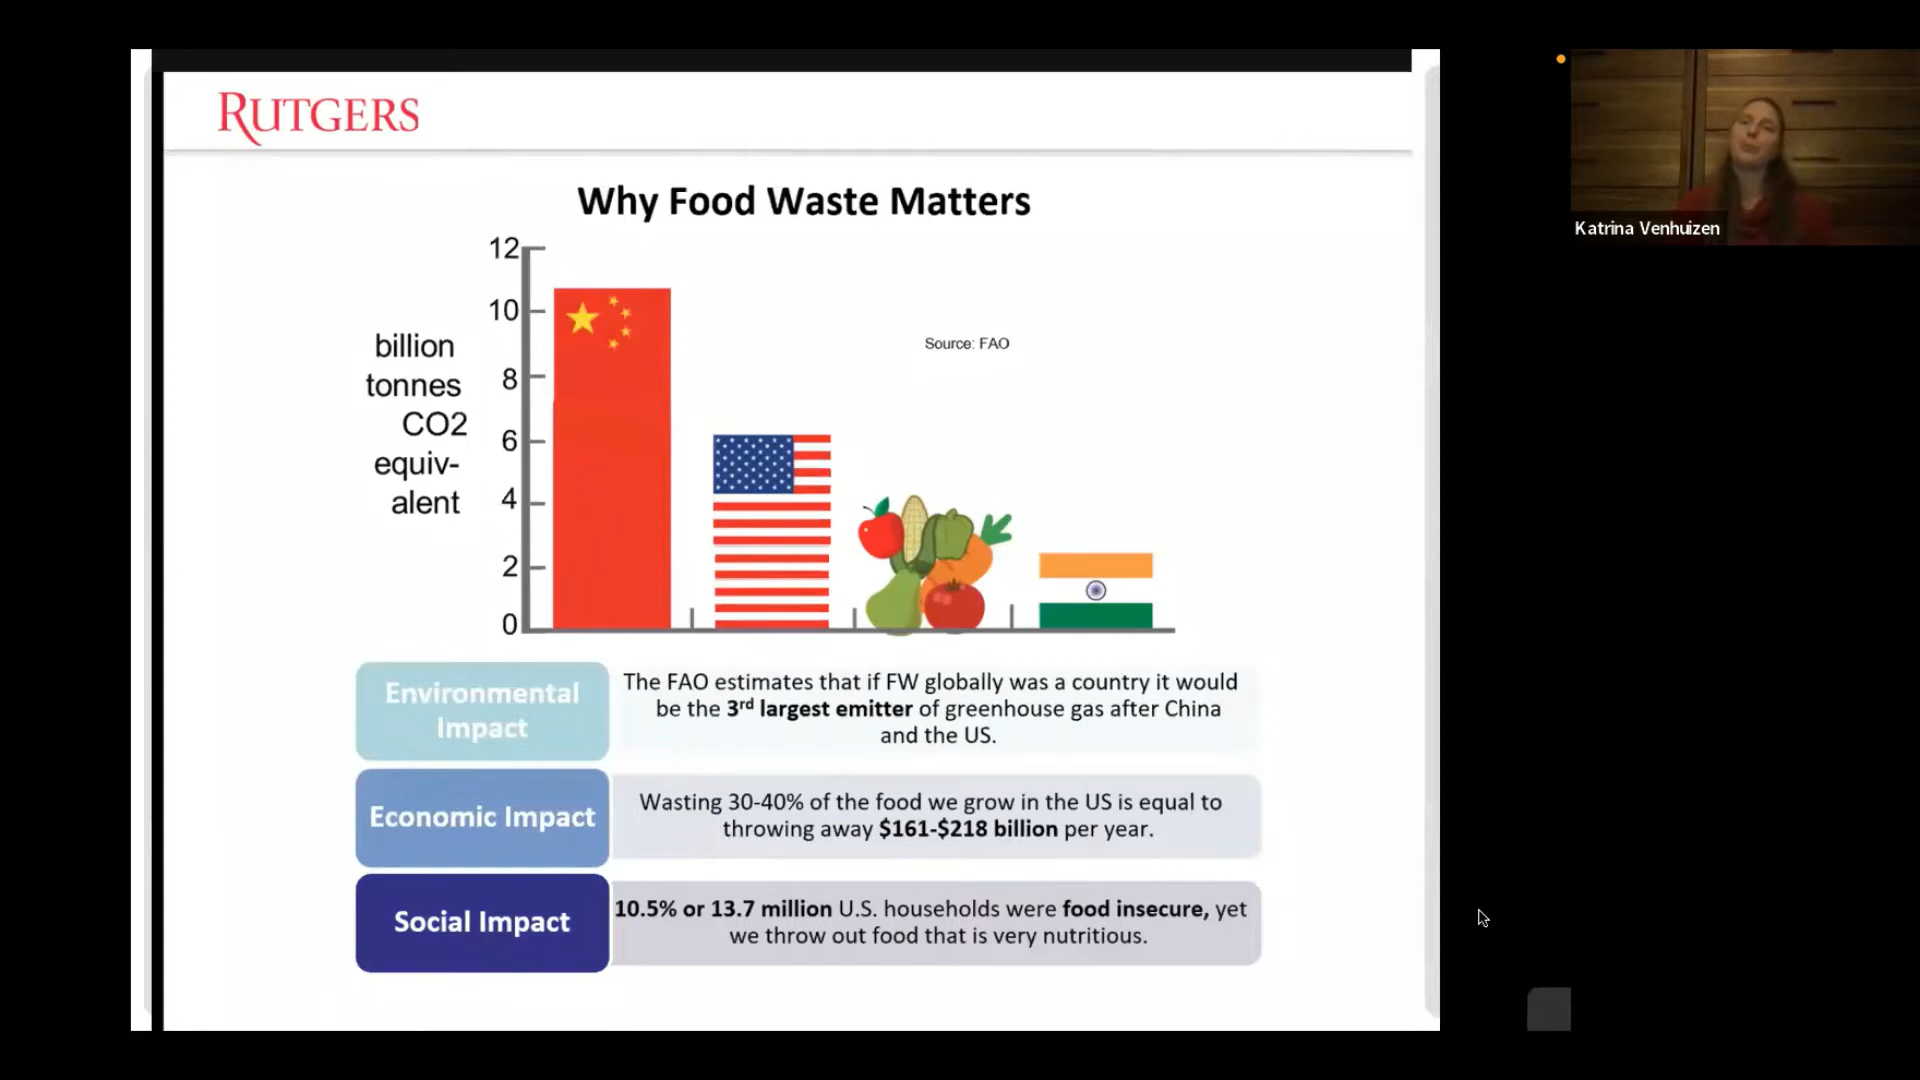 RUTGERS
Why Food Waste Matters
12
10
8
6
4
2
0
billion
tonnes
CO2
equiv-
alent
Source: FAO
Environmental
Impact
The FAO estimates that if FW globally was a country it would
be the 3rd largest emitter of greenhouse gas after China
and the US.
Economic Impact
Wasting 30-40% of the food we grow in the US is equal to
throwing away $161-$218 billion per year.
Social Impact
10.5% or 13.7 million U.S. households were food insecure, yet
we throw out food that is very nutritious.
Katrina Venhuizen